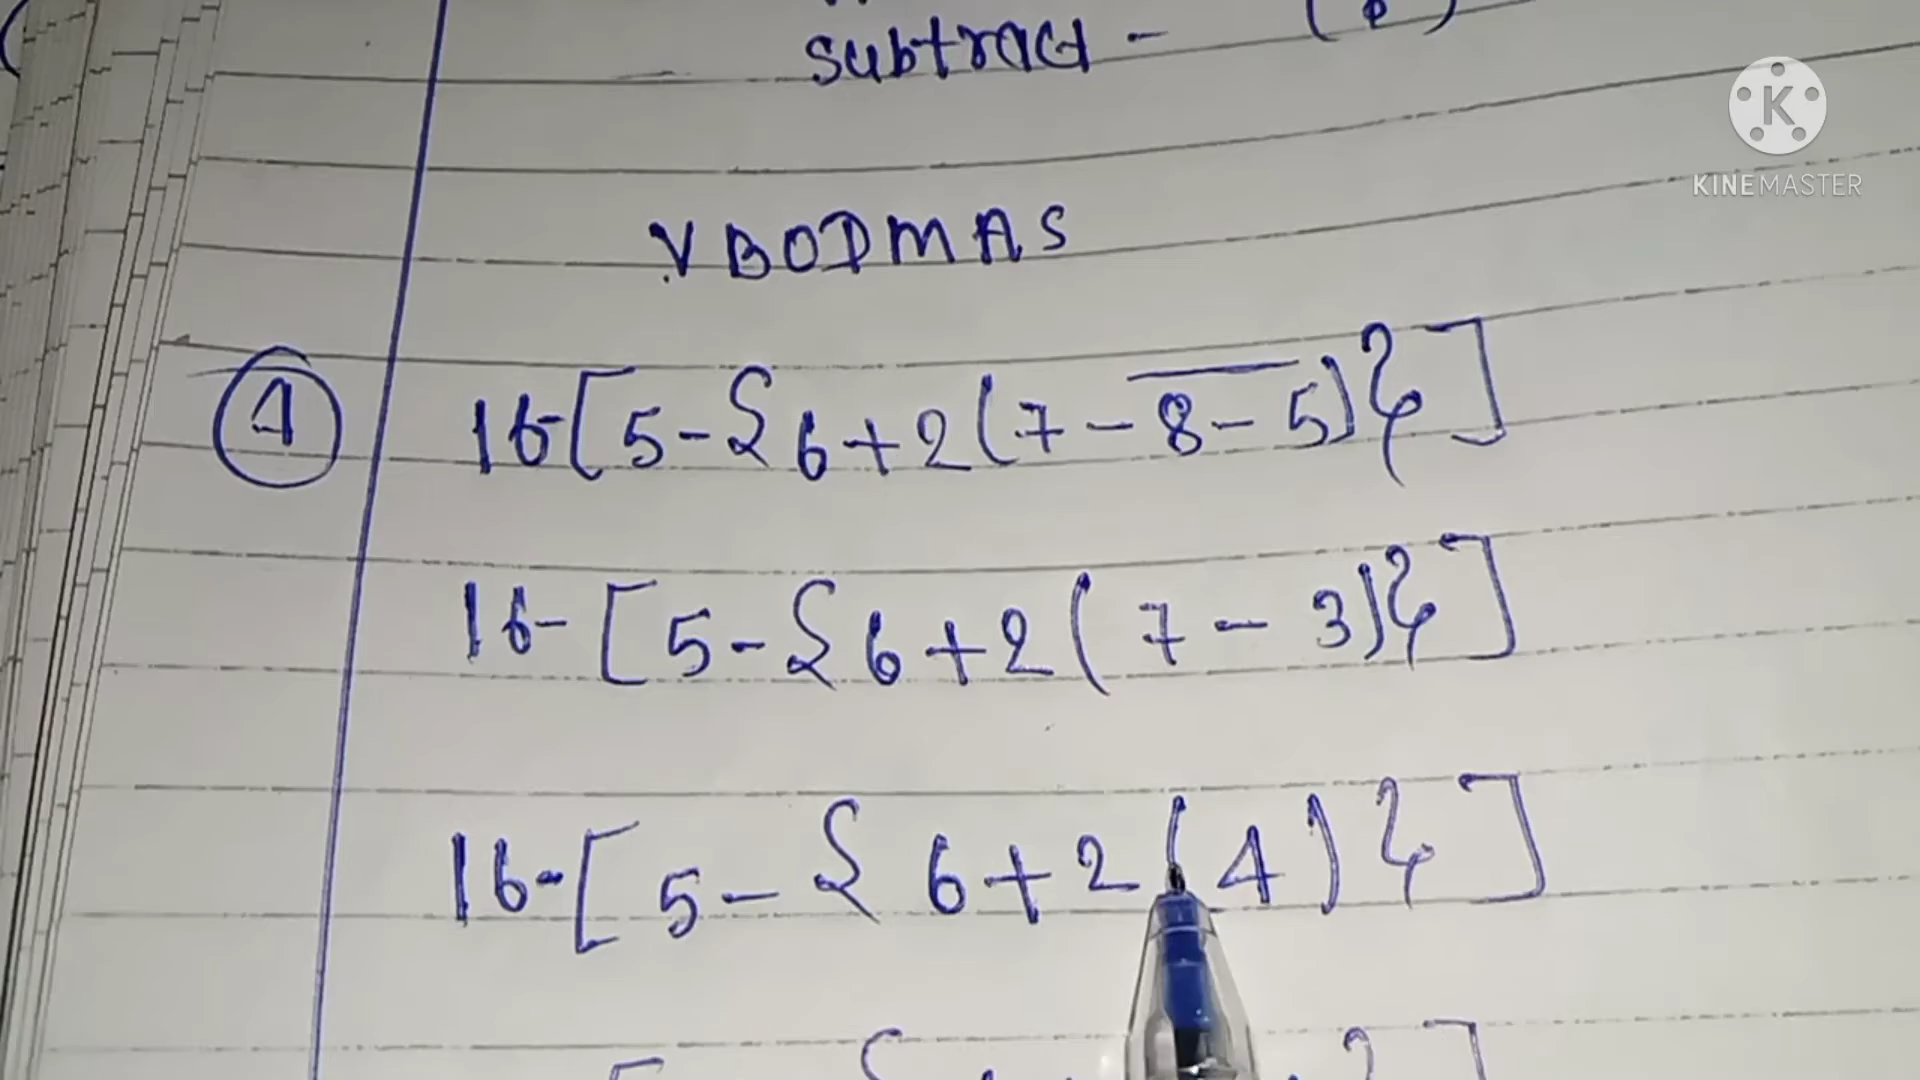 subtract -
KINEMASTER
VBODMAS
1 16-[5-{6+2(7-8̅-̅5̅)}]
16-[5-{6+2(7-3)}]
16-[5-{6+2(4)}]